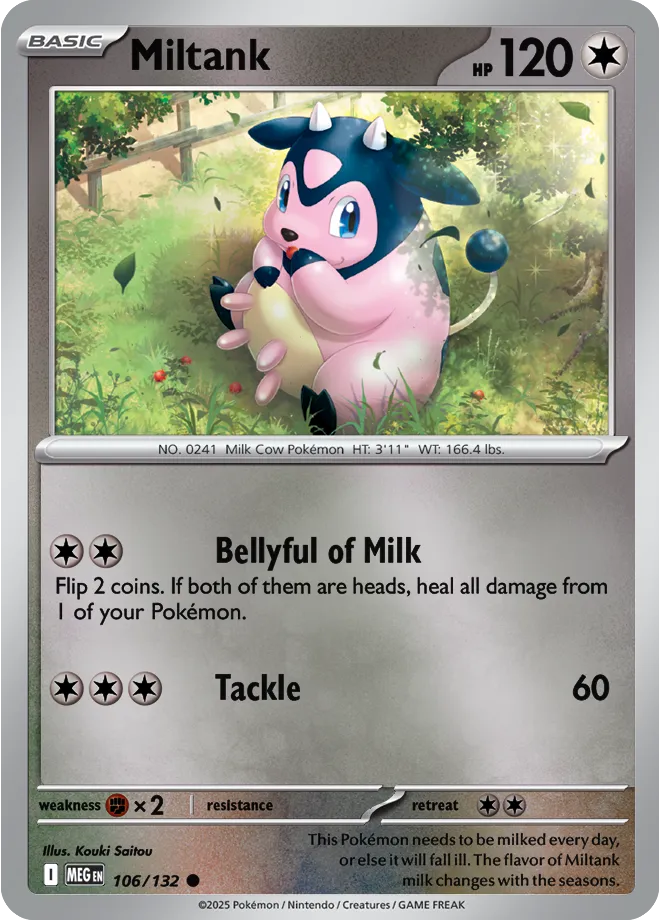 BASIC
Miltank
HP 120
NO. 0241 Milk Cow Pokémon HT: 3'11" WT: 166.4 lbs.
Bellyful of Milk
Flip 2 coins. If both of them are heads, heal all damage from
1 of your Pokémon.
Tackle 60
weakness ×2 resistance retreat
Illus. Kouki Saitou
This Pokémon needs to be milked every day,
or else it will fall ill. The flavor of Miltank
milk changes with the seasons.
I MEG EN 106/132
©2025 Pokémon / Nintendo / Creatures / GAME FREAK